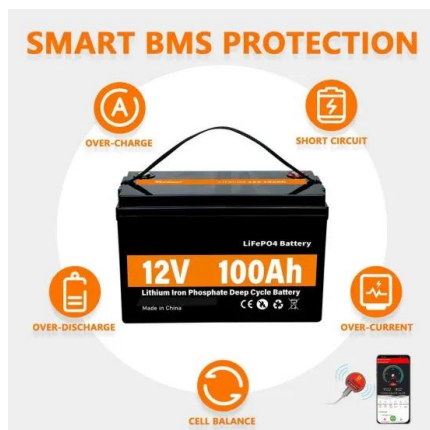 SMART BMS PROTECTION
A
OVER-CHARGE
SHORT CIRCUIT
LiFePO4 Battery
12V 100Ah
Lithium Iron Phosphate Deep Cycle Battery
Made in China
CE
OVER-DISCHARGE
OVER-CURRENT
CELL BALANCE